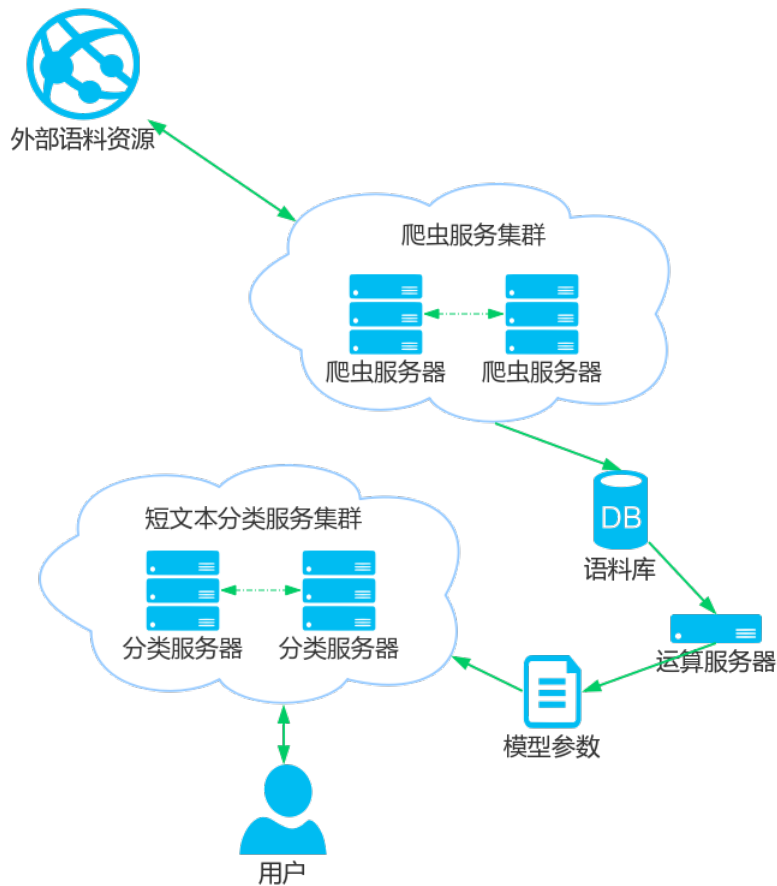 外部语料资源
爬虫服务集群
爬虫服务器
爬虫服务器
短文本分类服务集群
DB
语料库
分类服务器
分类服务器
运算服务器
模型参数
用户